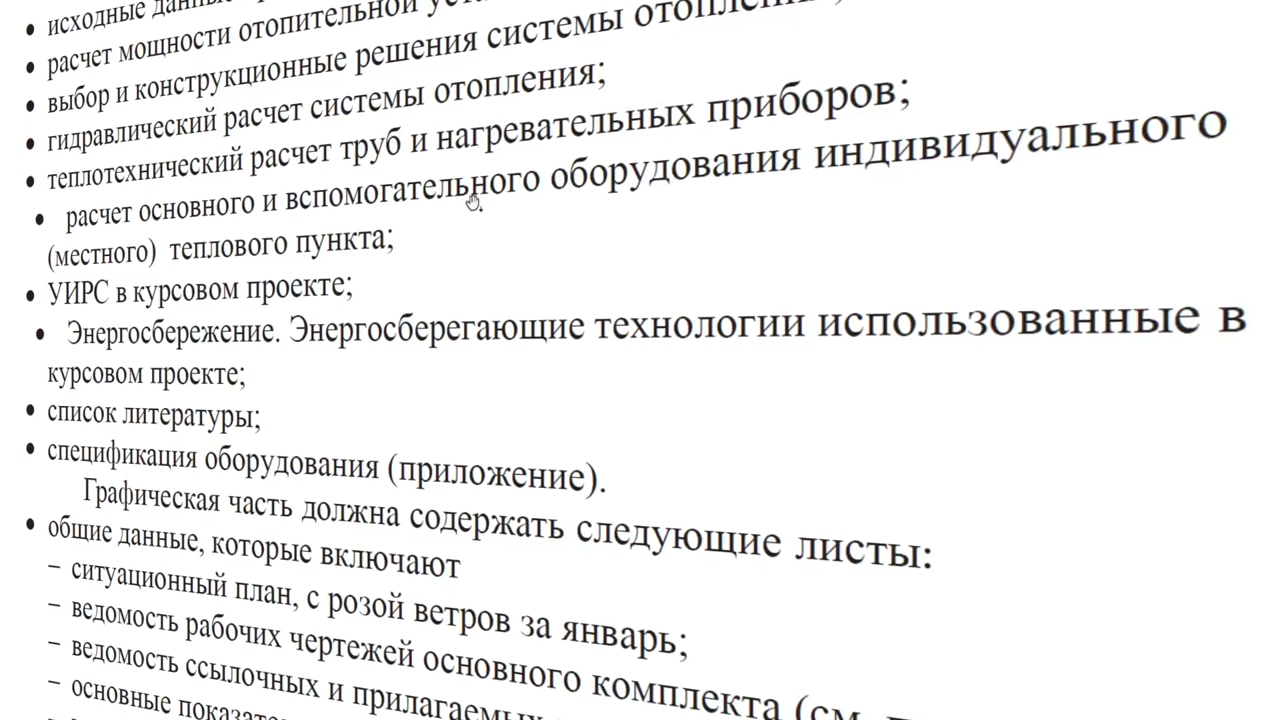 • исходные данные
• расчет мощности отопительной
• выбор и конструкционные решения системы отопления;
• гидравлический расчет системы отопления;
• теплотехнический расчет труб и нагревательных приборов;
• расчет основного и вспомогательного оборудования индивидуального
(местного) теплового пункта;
• УИРС в курсовом проекте;
• Энергосбережение. Энергосберегающие технологии использованные в
курсовом проекте;
• список литературы;
• спецификация оборудования (приложение).
Графическая часть должна содержать следующие листы:
• общие данные, которые включают
– ситуационный план, с розой ветров за январь;
– ведомость рабочих чертежей основного комплекта (см.
– ведомость ссылочных и прилагаемых
– основные